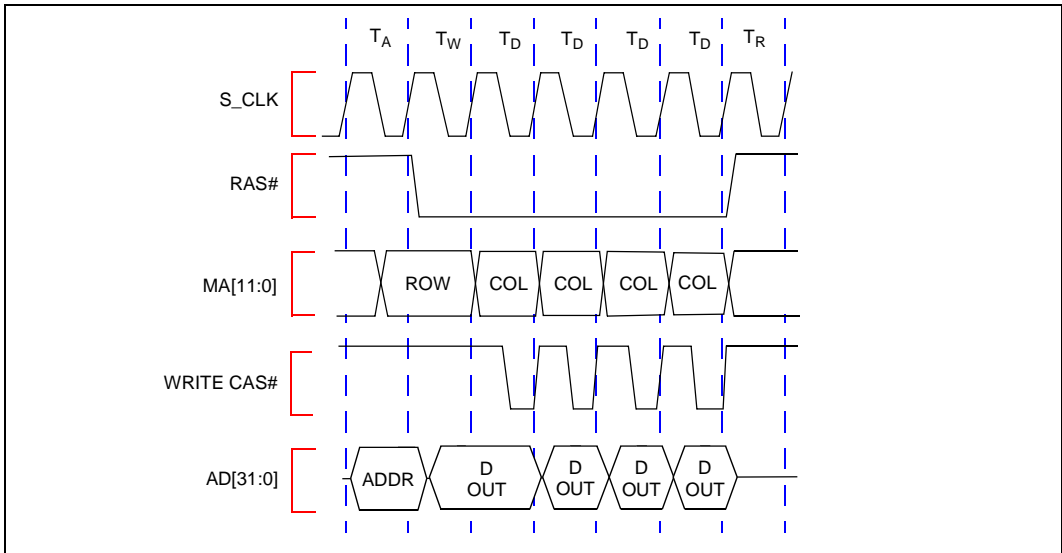 TA TW TD TD TD TD TR
S_CLK
RAS#
MA[11:0] ROW COL COL COL COL
WRITE CAS#
AD[31:0] ADDR D OUT D OUT D OUT D OUT